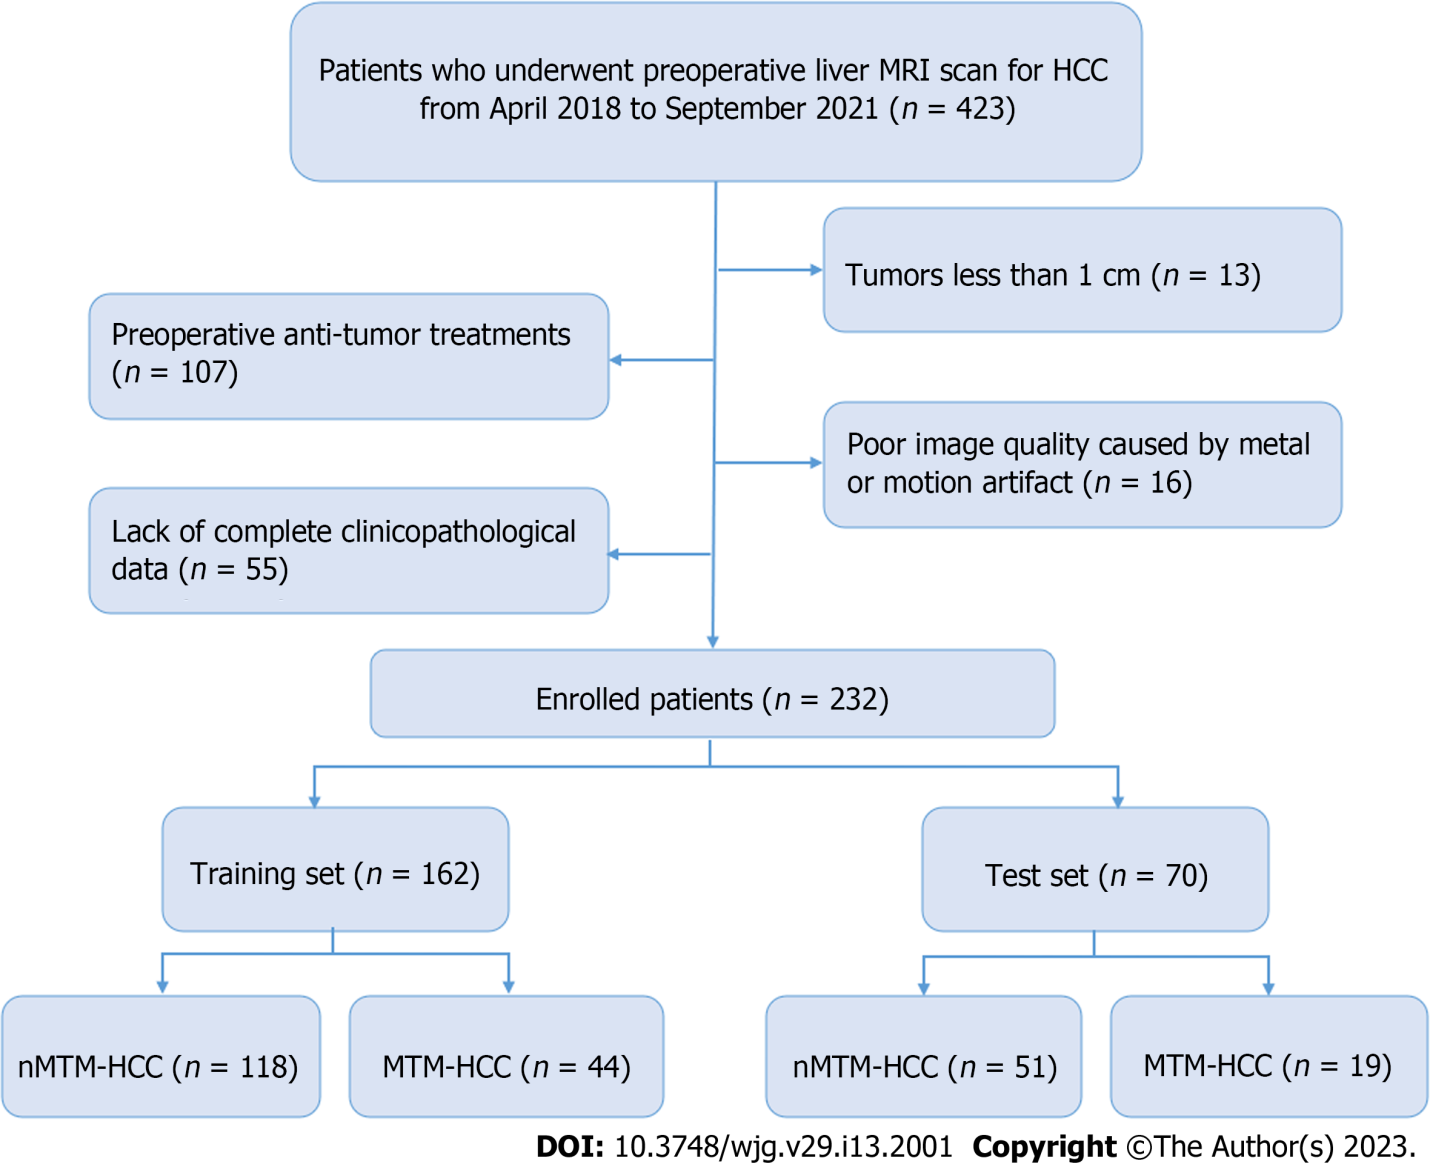 Patients who underwent preoperative liver MRI scan for HCC
from April 2018 to September 2021 (n = 423)
Tumors less than 1 cm (n = 13)
Preoperative anti-tumor treatments
(n = 107)
Poor image quality caused by metal
or motion artifact (n = 16)
Lack of complete clinicopathological
data (n = 55)
Enrolled patients (n = 232)
Training set (n = 162)
Test set (n = 70)
nMTM-HCC (n = 118)
MTM-HCC (n = 44)
nMTM-HCC (n = 51)
MTM-HCC (n = 19)
DOI: 10.3748/wjg.v29.i13.2001 Copyright ©The Author(s) 2023.